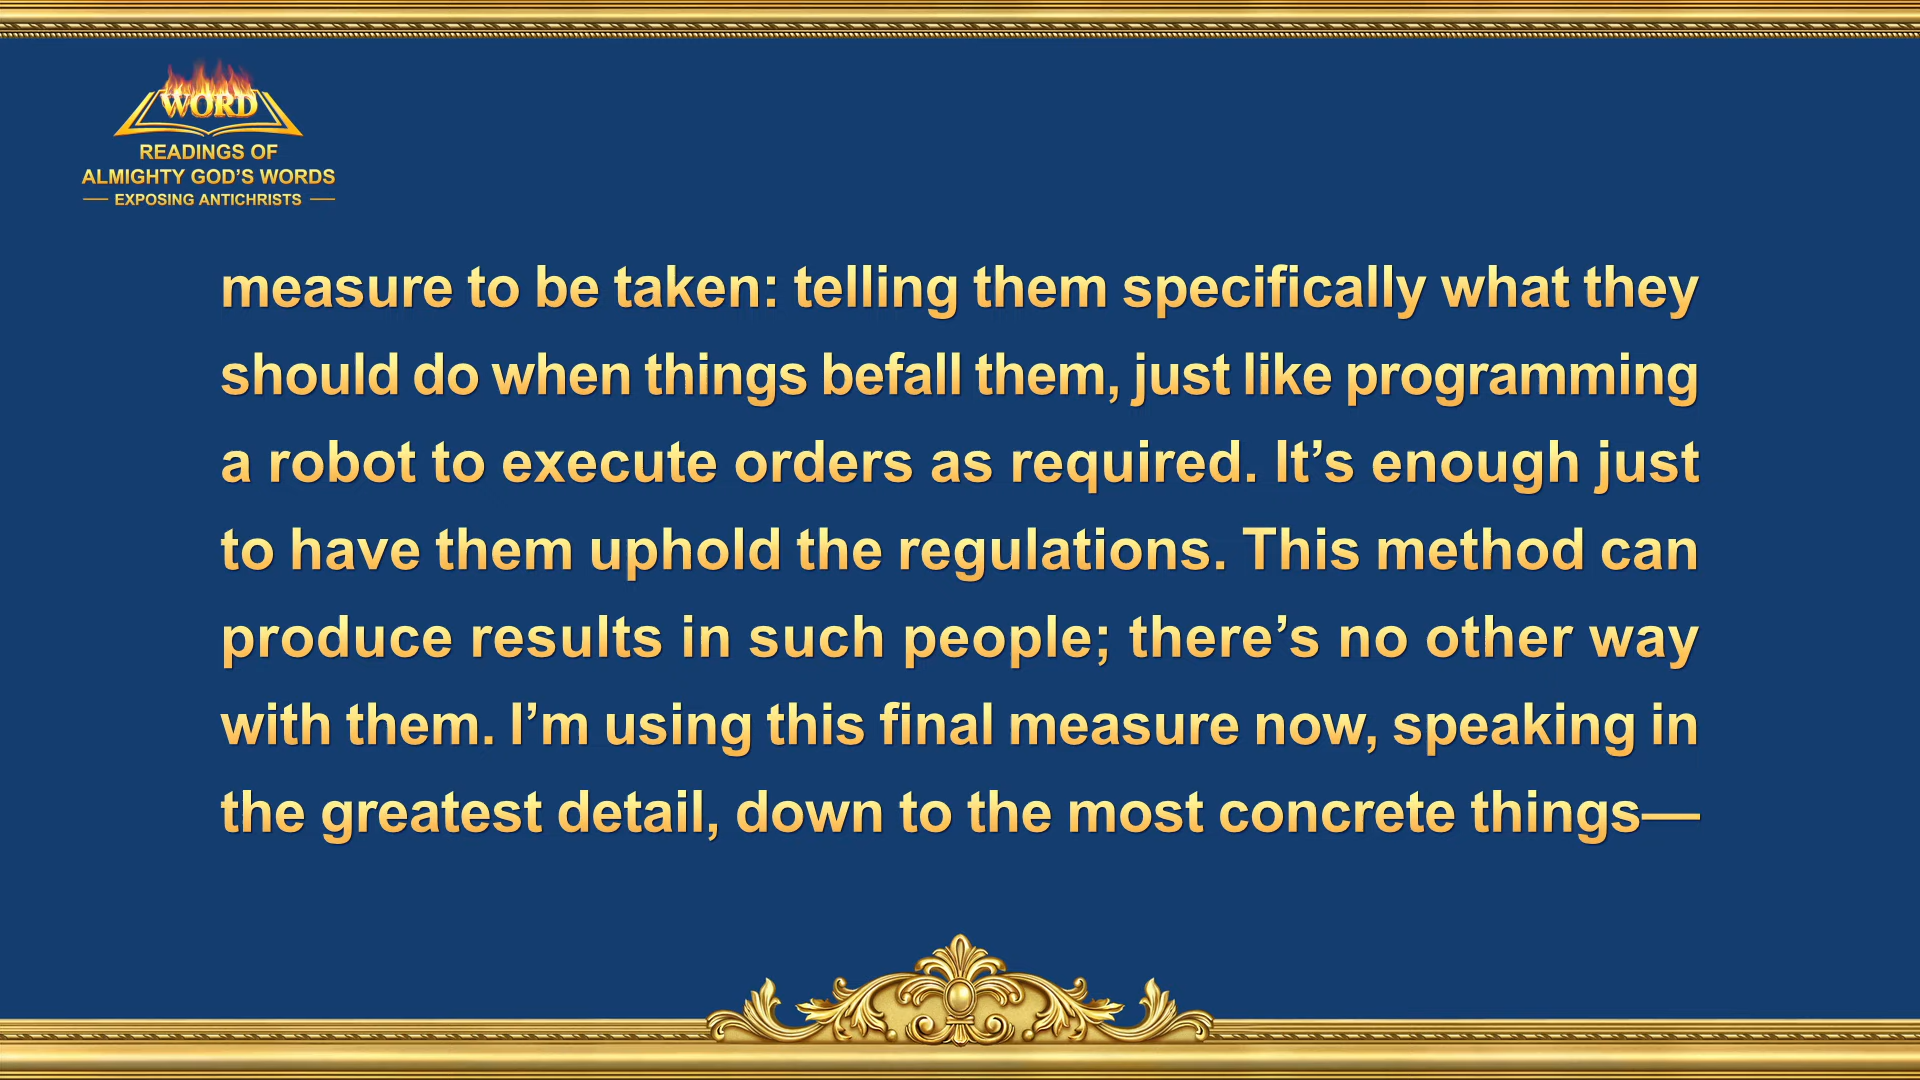 WORD
READINGS OF
ALMIGHTY GOD’S WORDS
EXPOSING ANTICHRISTS
measure to be taken: telling them specifically what they
should do when things befall them, just like programming
a robot to execute orders as required. It’s enough just
to have them uphold the regulations. This method can
produce results in such people; there’s no other way
with them. I’m using this final measure now, speaking in
the greatest detail, down to the most concrete things—